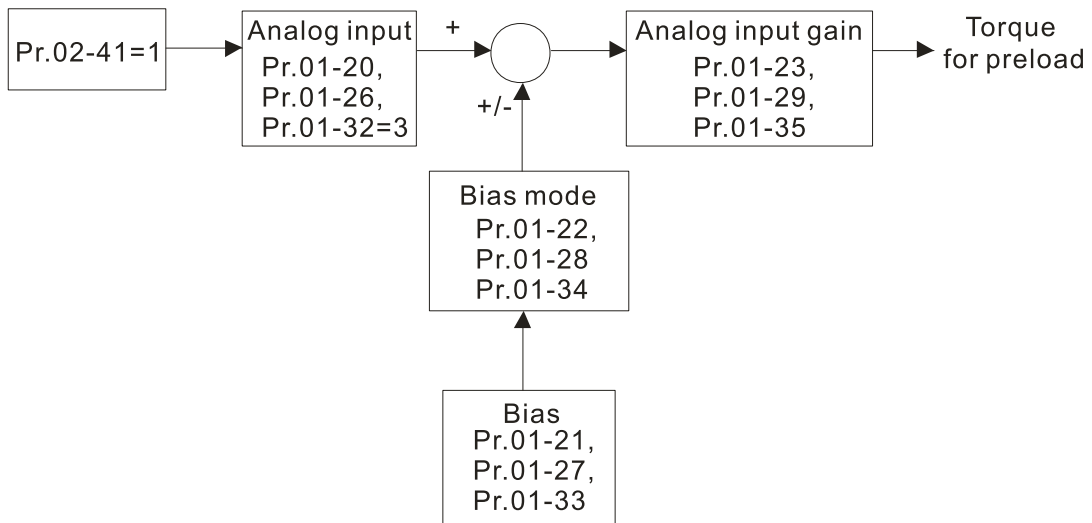 Pr.02-41=1
Analog input
Pr.01-20,
Pr.01-26,
Pr.01-32=3
+
+/-
Analog input gain
Pr.01-23,
Pr.01-29,
Pr.01-35
Torque
for preload
Bias mode
Pr.01-22,
Pr.01-28
Pr.01-34
Bias
Pr.01-21,
Pr.01-27,
Pr.01-33